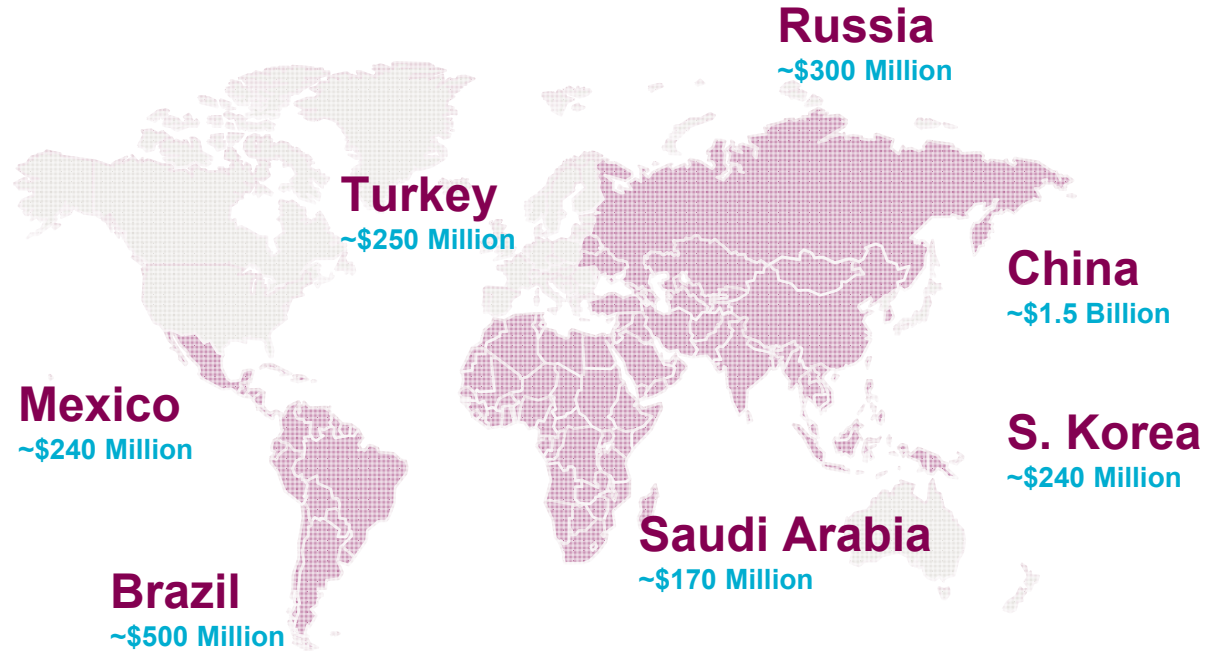 Russia
~$300 Million
Turkey
~$250 Million
China
~$1.5 Billion
Mexico
~$240 Million
S. Korea
~$240 Million
Saudi Arabia
~$170 Million
Brazil
~$500 Million